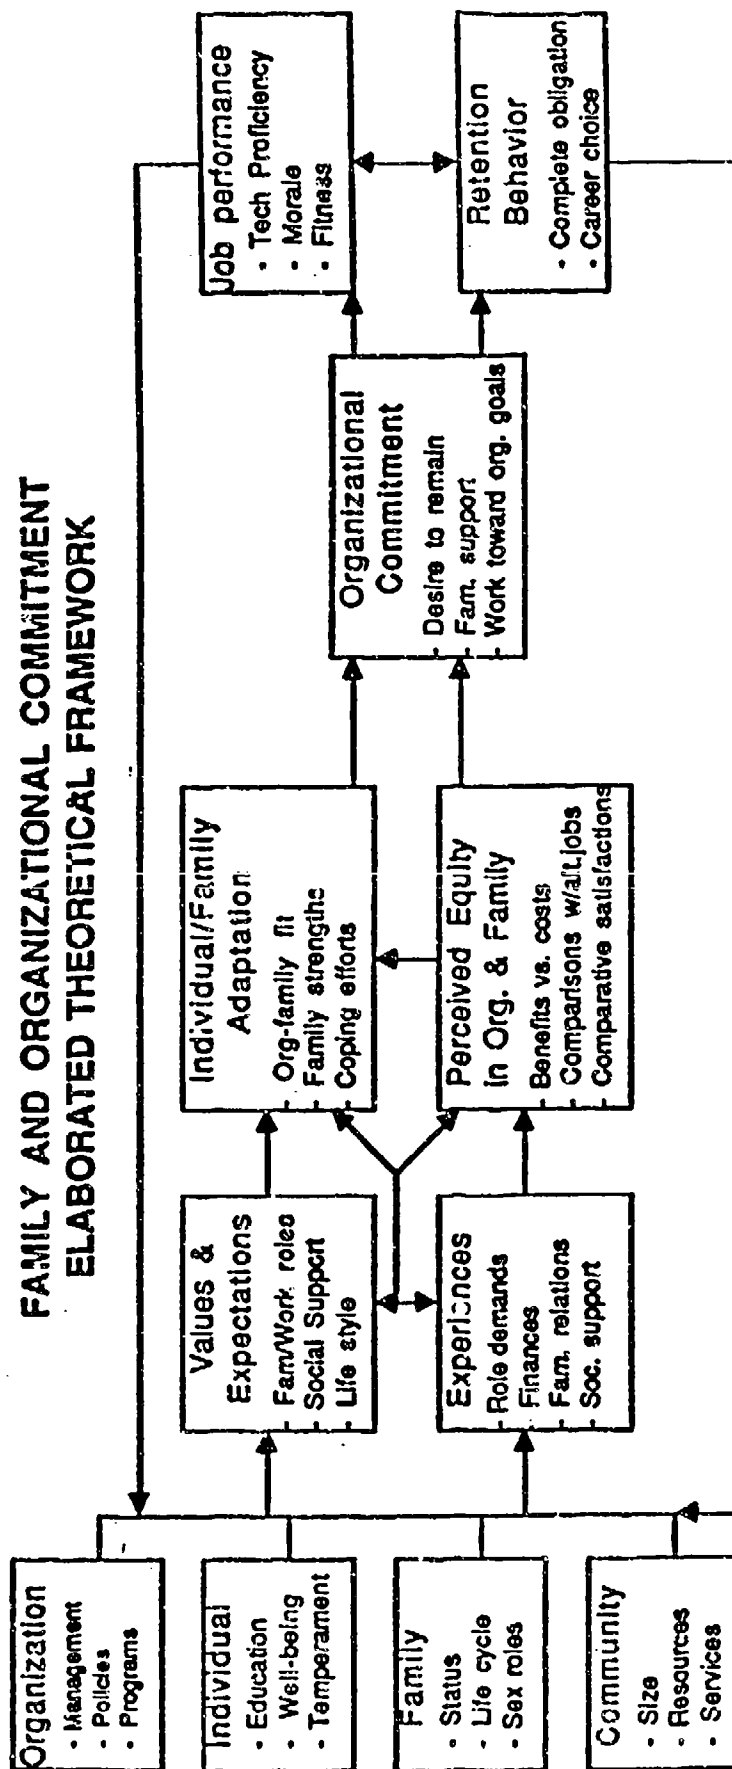 FAMILY AND ORGANIZATIONAL COMMITMENT
ELABORATED THEORETICAL FRAMEWORK
Organization
• Management
• Policies
• Programs
Individual
• Education
• Well-being
• Temperament
Family
• Status
• Life cycle
• Sex roles
Community
• Size
• Resources
• Services
Values &
Expectations
- Fam/Work roles
- Social Support
- Life style
Experiences
- Role demands
- Finances
- Fam. relations
- Soc. support
Individual/Family
Adaptation
- Org-family fit
- Family strengths
- Coping efforts
Perceived Equity
in Org. & Family
- Benefits vs. costs
- Comparisons w/alt.jobs
- Comparative satisfactions
Organizational
Commitment
- Desire to remain
- Fam. support
- Work toward org. goals
Job performance
• Tech Proficiency
• Morale
• Fitness
Retention
Behavior
• Complete obligation
• Career choice